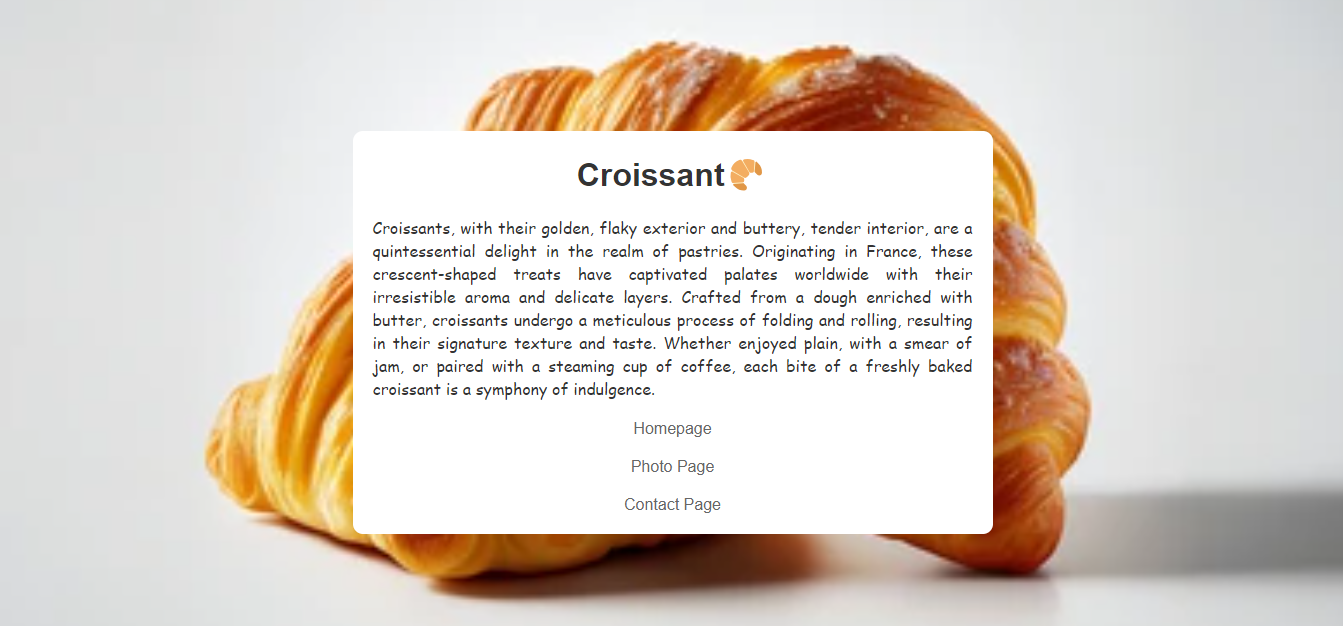 Croissant🥐
Croissants, with their golden, flaky exterior and buttery, tender interior, are a
quintessential delight in the realm of pastries. Originating in France, these
crescent-shaped treats have captivated palates worldwide with their
irresistible aroma and delicate layers. Crafted from a dough enriched with
butter, croissants undergo a meticulous process of folding and rolling, resulting
in their signature texture and taste. Whether enjoyed plain, with a smear of
jam, or paired with a steaming cup of coffee, each bite of a freshly baked
croissant is a symphony of indulgence.
Homepage
Photo Page
Contact Page